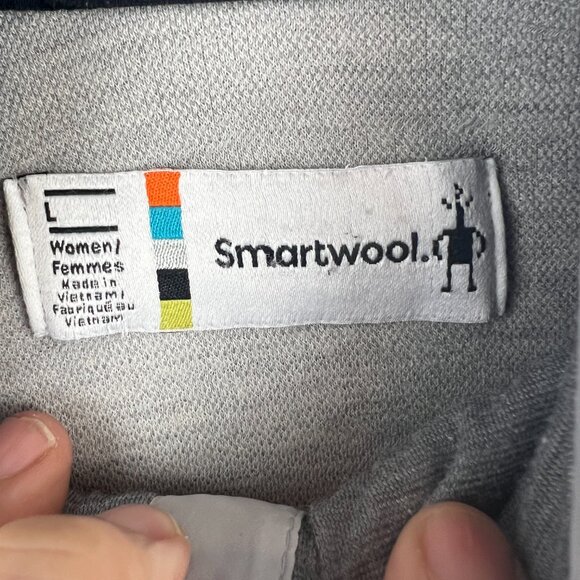 L
Women/
Femmes
Made in
Vietnam/
Fabriqué au
Vietnam
Smartwool.